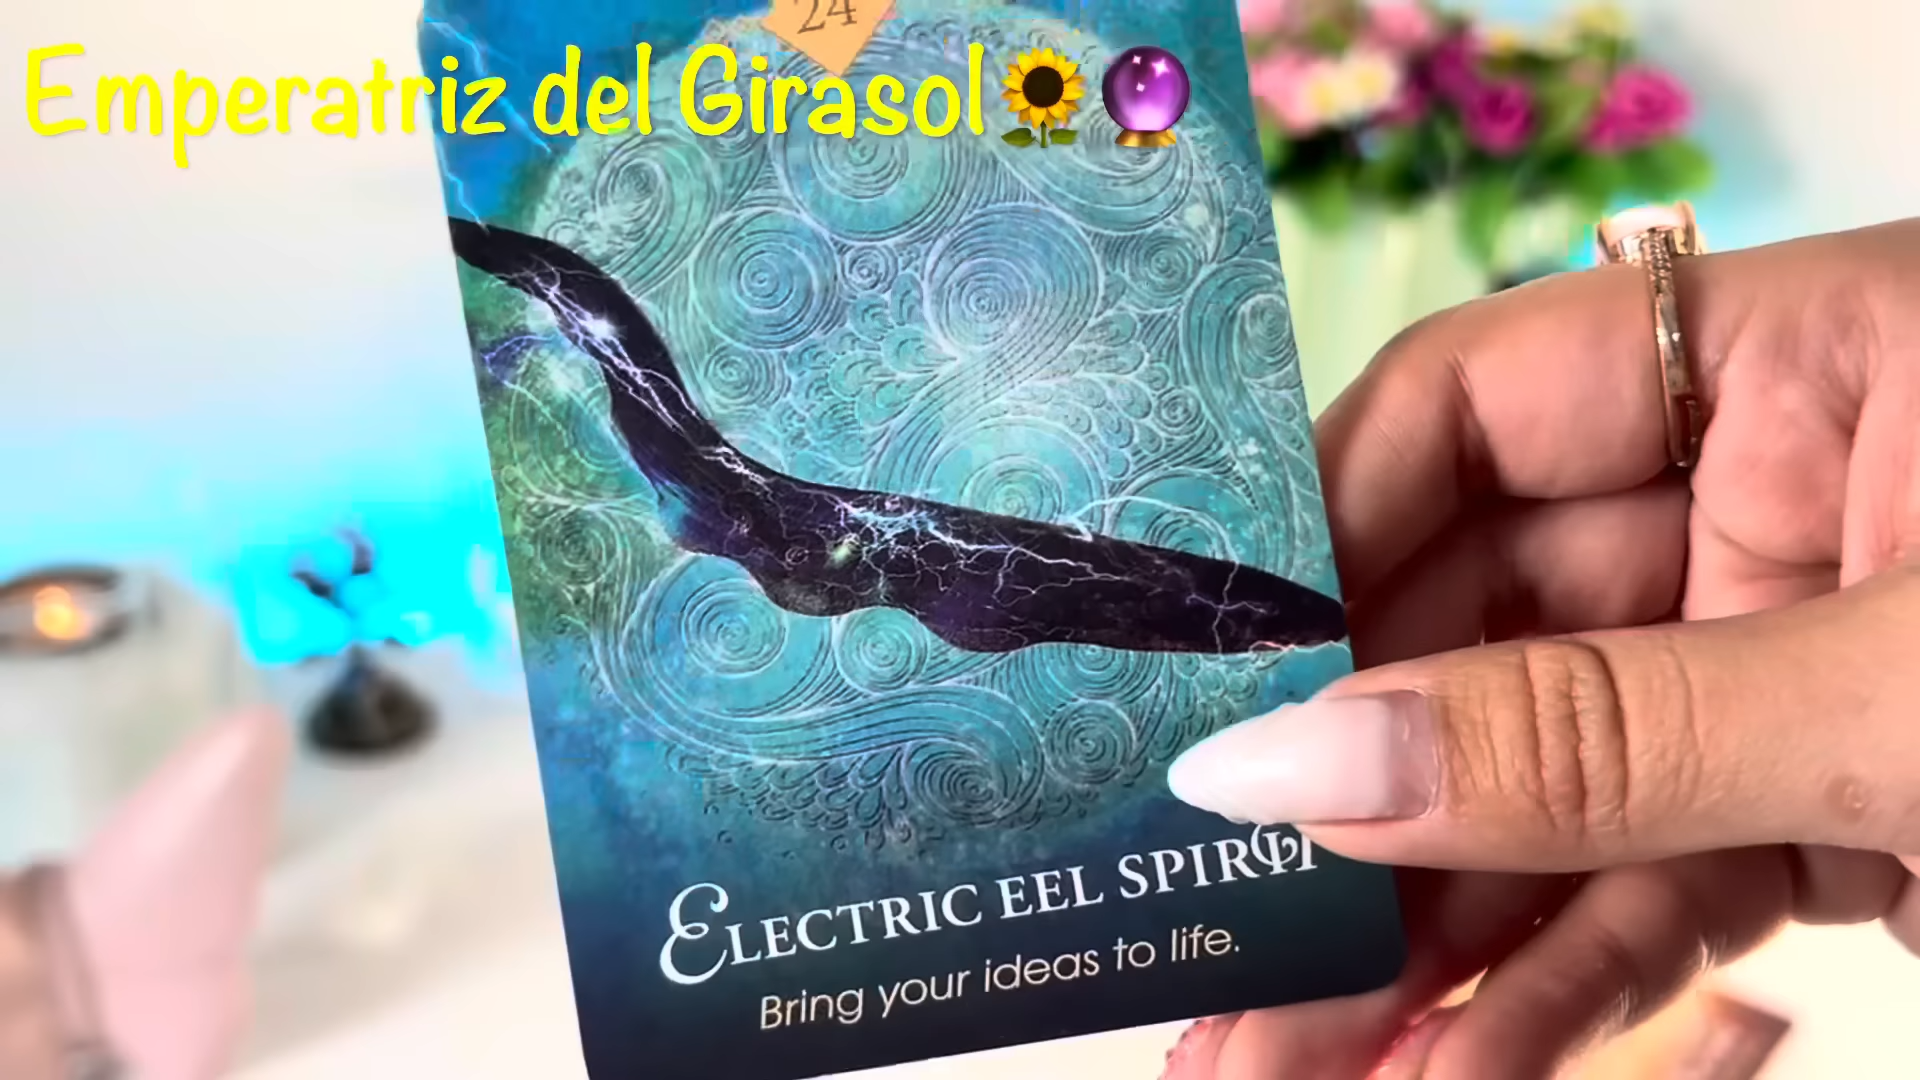 24
Emperatriz del Girasol
ELECTRIC EEL SPIRIT
Bring your ideas to life.